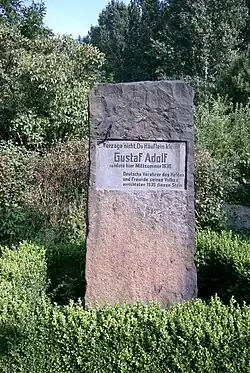 Verzage nicht, Du Häuflein klein
Gustaf Adolf
landete hier Mittsommer 1630
Deutsche Verehrer des Helden
und Freunde seines Volkes
errichteten 1930 diesen Stein